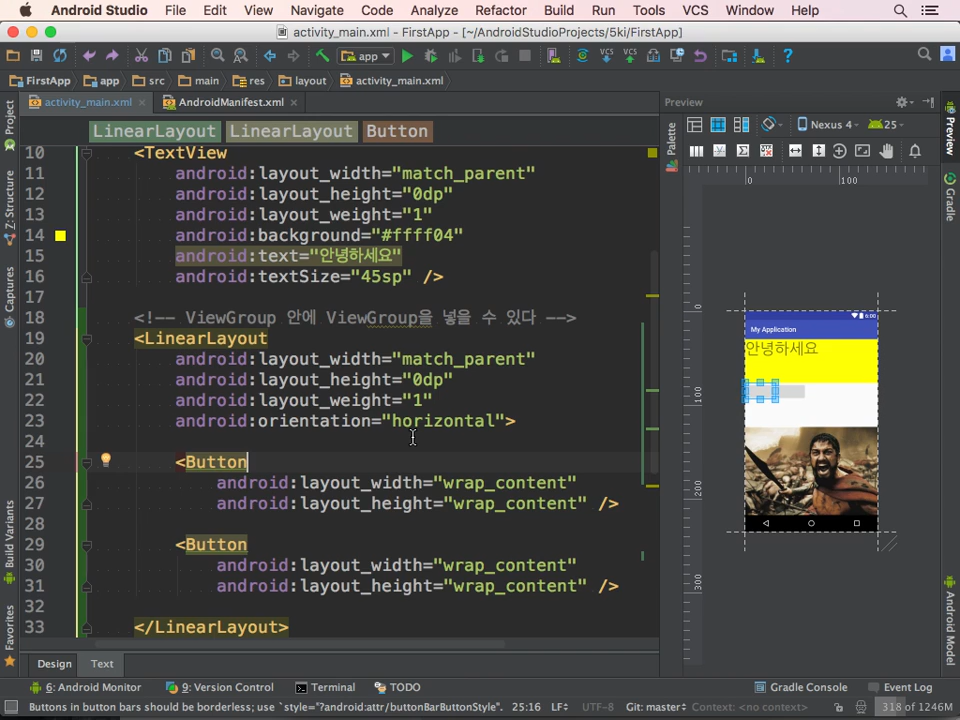 Android Studio File Edit View Navigate Code Analyze Refactor Build Run Tools VCS Window Help
activity_main.xml - FirstApp - [~/AndroidStudioProjects/5ki/FirstApp]
app VCS VCS
FirstApp app src main res layout activity_main.xml
activity_main.xml AndroidManifest.xml
LinearLayout LinearLayout Button
10 <TextView
11 android:layout_width="match_parent"
12 android:layout_height="0dp"
13 android:layout_weight="1"
14 android:background="#ffff04"
15 android:text="안녕하세요"
16 android:textSize="45sp" />
17
18 <!-- ViewGroup 안에 ViewGroup을 넣을 수 있다 -->
19 <LinearLayout
20 android:layout_width="match_parent"
21 android:layout_height="0dp"
22 android:layout_weight="1"
23 android:orientation="horizontal">
24
25 <Button
26 android:layout_width="wrap_content"
27 android:layout_height="wrap_content" />
28
29 <Button
30 android:layout_width="wrap_content"
31 android:layout_height="wrap_content" />
32
33 </LinearLayout>
Project
Z: Structure
Captures
Build Variants
Favorites
Preview
Palette
Nexus 4 25
0 100
0
100
200
300
6:00
My Application
안녕하세요
Preview
Gradle
Android Model
Design Text
6: Android Monitor 9: Version Control Terminal TODO Gradle Console Event Log
Buttons in button bars should be borderless; use `style="?android:attr/buttonBarButtonStyle". 25:16 LF UTF-8 Git: master Context: <no context> 318 of 1246M